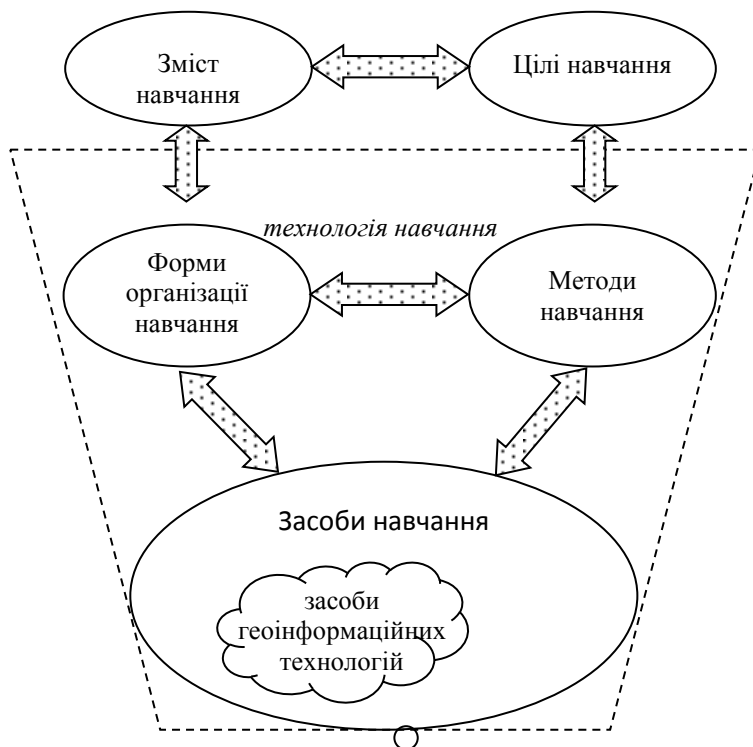 Зміст
навчання
Цілі навчання
технологія навчання
Форми
організації
навчання
Методи
навчання
Засоби навчання
засоби
геоінформаційних
технологій